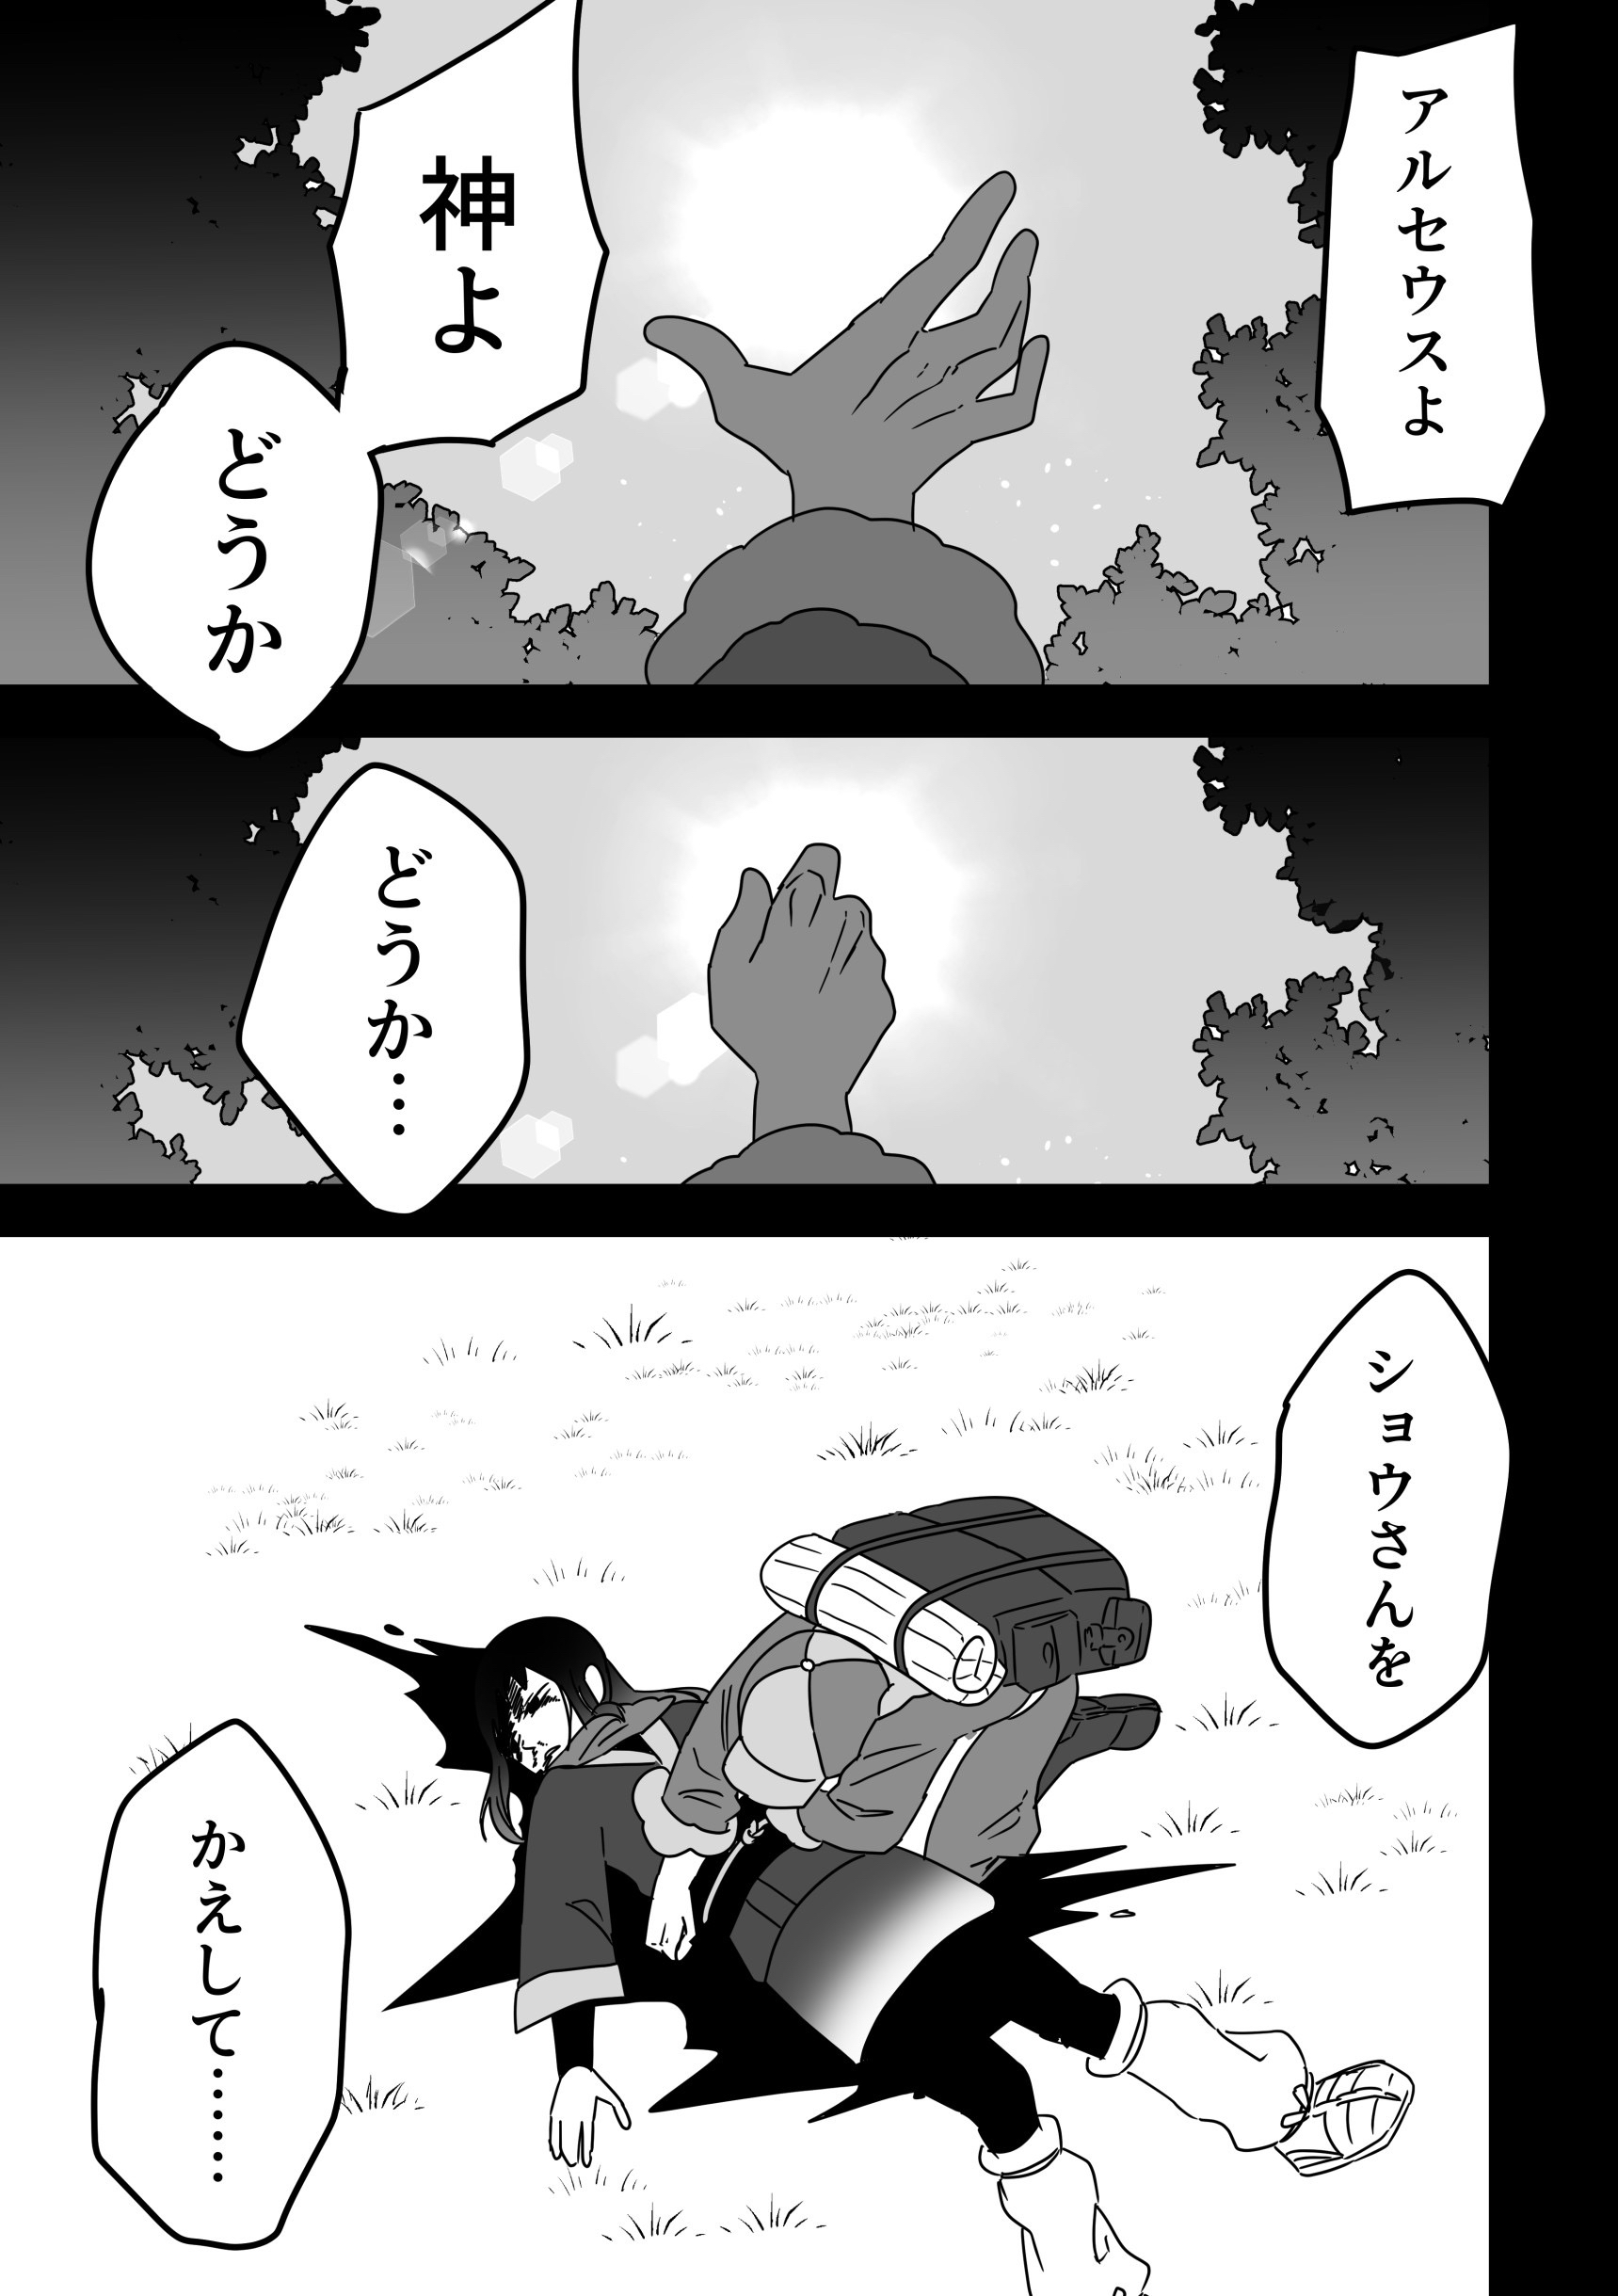 アルセウスよ
神よ
どうか
どうか……
ショウさんを
かえして………